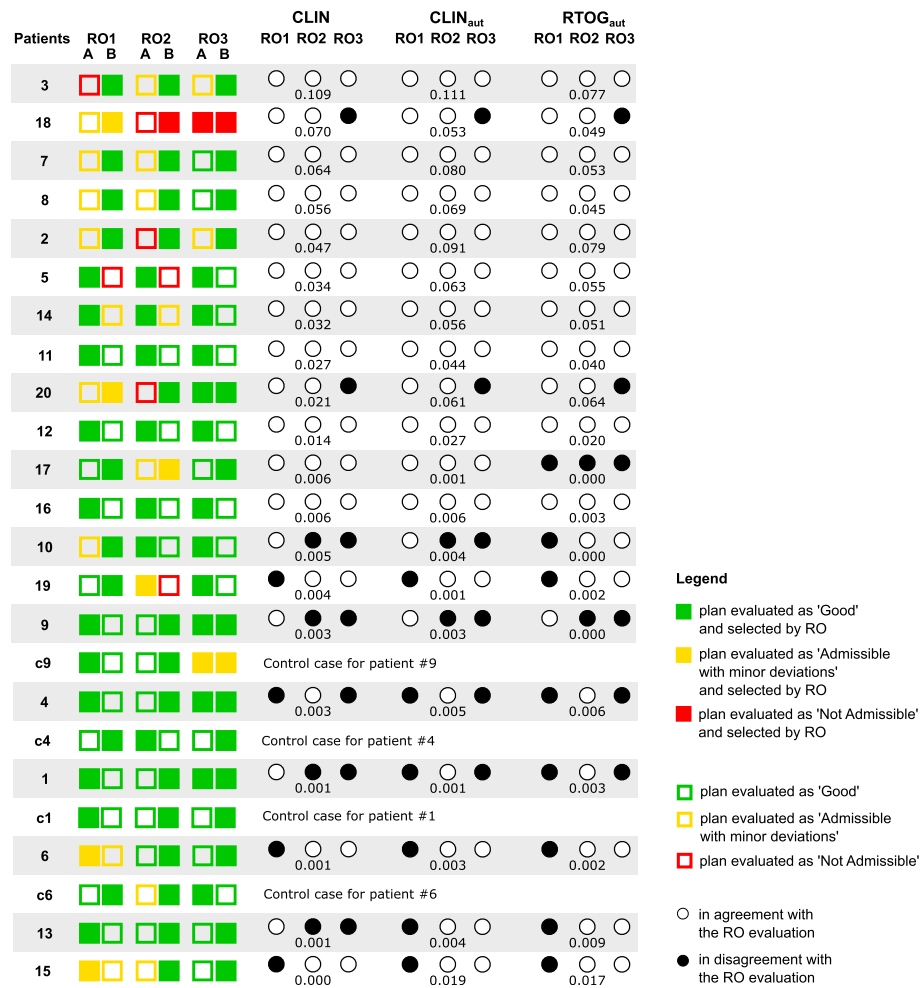 CLIN CLINaut RTOGaut
Patients RO1 RO2 RO3 RO1 RO2 RO3 RO1 RO2 RO3 RO1 RO2 RO3
A B A B A B
3 0.109 0.111 0.077
18 0.070 0.053 0.049
7 0.064 0.080 0.053
8 0.056 0.069 0.045
2 0.047 0.091 0.079
5 0.034 0.063 0.055
14 0.032 0.056 0.051
11 0.027 0.044 0.040
20 0.021 0.061 0.064
12 0.014 0.027 0.020
17 0.006 0.001 0.000
16 0.006 0.006 0.003
10 0.005 0.004 0.000
19 0.004 0.001 0.002
9 0.003 0.003 0.000
c9 Control case for patient #9
4 0.003 0.005 0.006
c4 Control case for patient #4
1 0.001 0.001 0.003
c1 Control case for patient #1
6 0.001 0.003 0.002
c6 Control case for patient #6
13 0.001 0.004 0.009
15 0.000 0.019 0.017
Legend
plan evaluated as 'Good'
and selected by RO
plan evaluated as 'Admissible
with minor deviations'
and selected by RO
plan evaluated as 'Not Admissible'
and selected by RO
plan evaluated as 'Good'
plan evaluated as 'Admissible
with minor deviations'
plan evaluated as 'Not Admissible'
in agreement with
the RO evaluation
in disagreement with
the RO evaluation